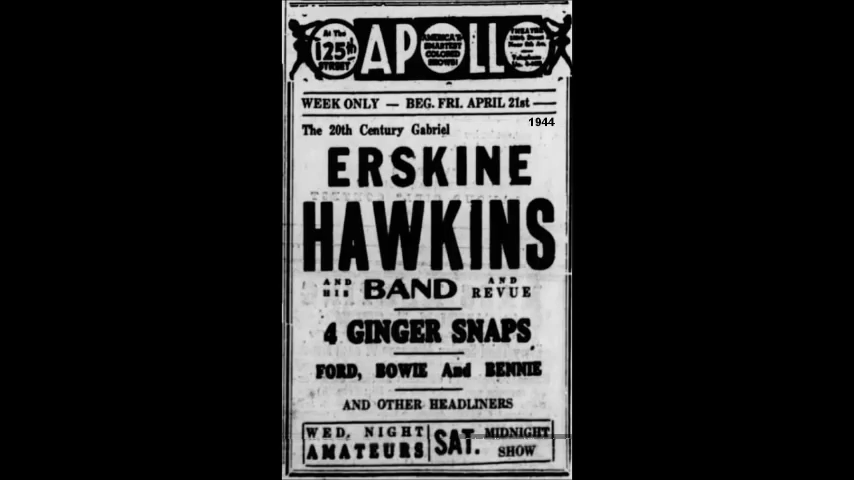 At The
125th
STREET
APOLLO
AMERICA'S
SMARTEST
COLORED
SHOWS!
THEATRE
WEEK ONLY — BEG. FRI. APRIL 21st —
1944
The 20th Century Gabriel
ERSKINE
HAWKINS
AND HIS BAND AND REVUE
4 GINGER SNAPS
FORD, BOWIE And BENNIE
AND OTHER HEADLINERS
WED. NIGHT
AMATEURS
SAT. MIDNIGHT
SHOW